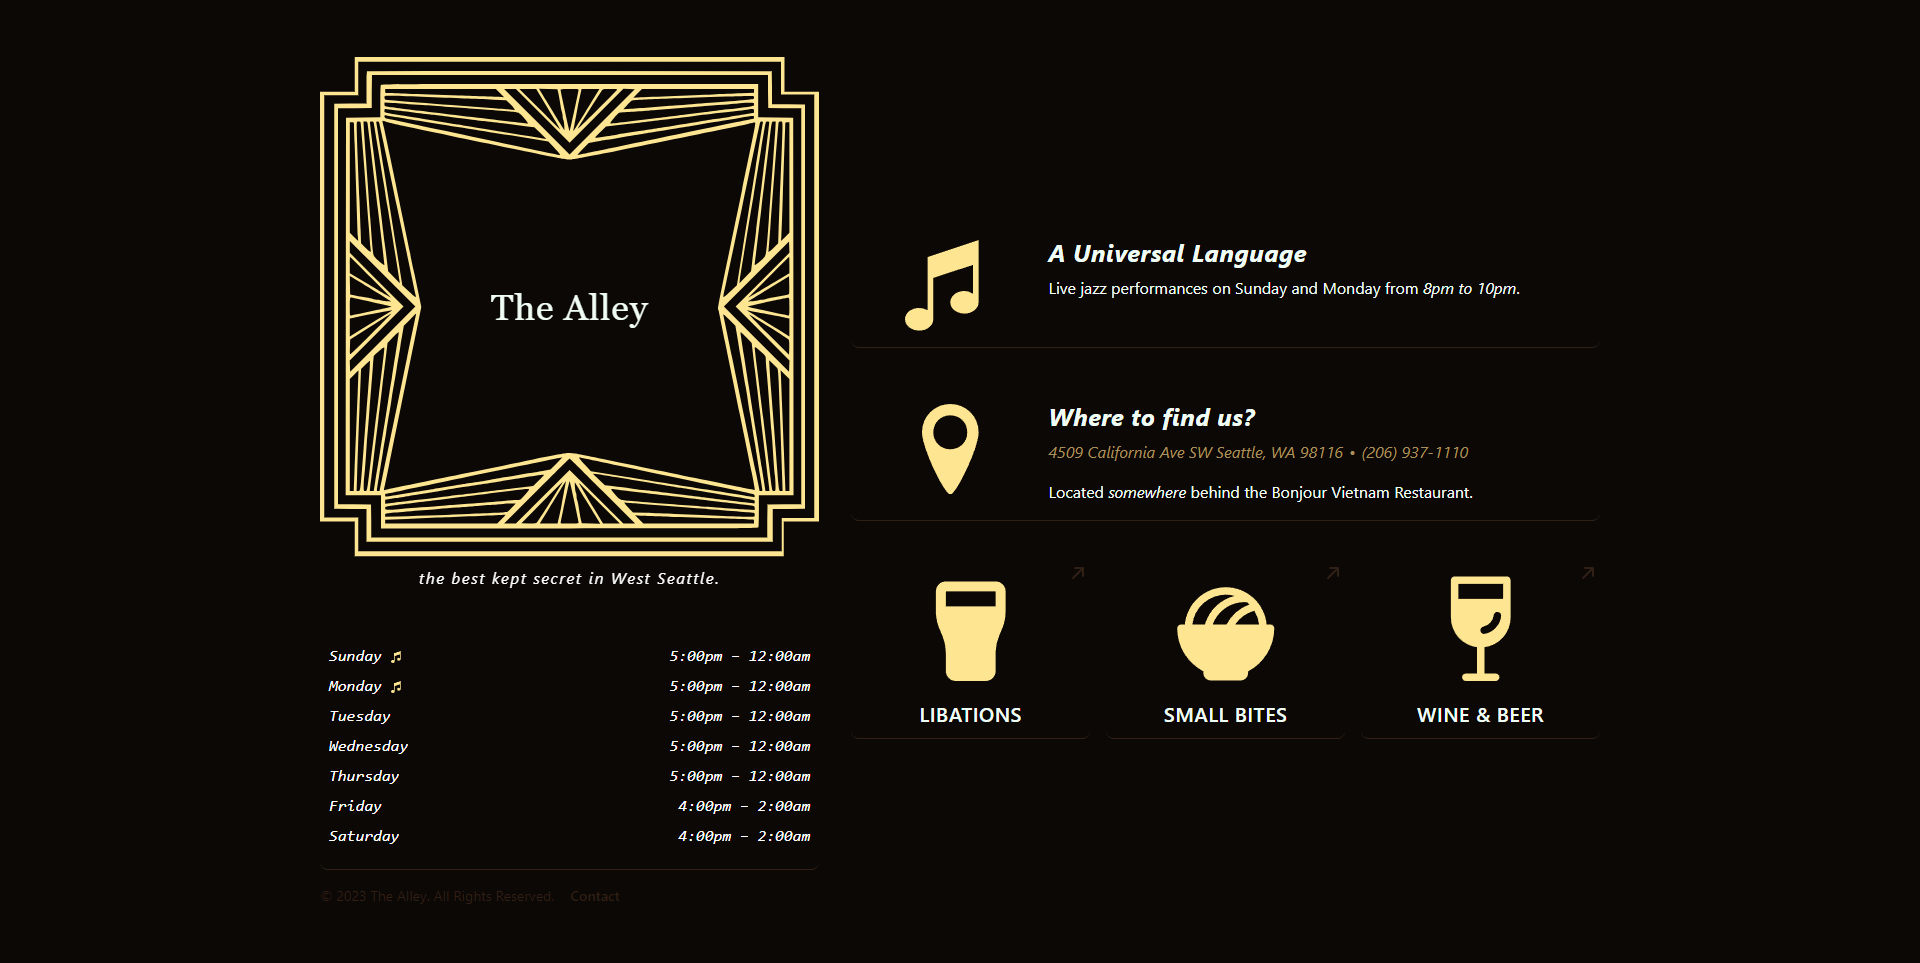 The Alley
the best kept secret in West Seattle.
Sunday 5:00pm – 12:00am
Monday 5:00pm – 12:00am
Tuesday 5:00pm – 12:00am
Wednesday 5:00pm – 12:00am
Thursday 5:00pm – 12:00am
Friday 4:00pm – 2:00am
Saturday 4:00pm – 2:00am
© 2023 The Alley. All Rights Reserved. Contact
A Universal Language
Live jazz performances on Sunday and Monday from 8pm to 10pm.
Where to find us?
4509 California Ave SW Seattle, WA 98116 • (206) 937-1110
Located somewhere behind the Bonjour Vietnam Restaurant.
LIBATIONS
SMALL BITES
WINE & BEER